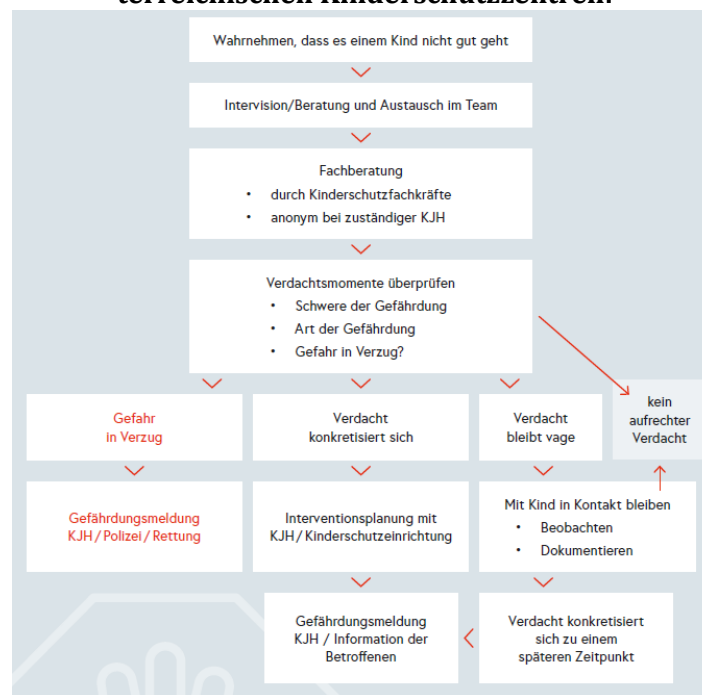 terreichischen Kinderschutzzentren.
Wahrnehmen, dass es einem Kind nicht gut geht
Intervision/Beratung und Austausch im Team
Fachberatung
• durch Kinderschutzfachkräfte
• anonym bei zuständiger KJH
Verdachtsmomente überprüfen
• Schwere der Gefährdung
• Art der Gefährdung
• Gefahr in Verzug?
Gefahr
in Verzug
Verdacht
konkretisiert sich
Verdacht
bleibt vage
kein
aufrechter
Verdacht
Gefährdungsmeldung
KJH / Polizei / Rettung
Interventionsplanung mit
KJH / Kinderschutzeinrichtung
Mit Kind in Kontakt bleiben
• Beobachten
• Dokumentieren
Gefährdungsmeldung
KJH / Information der
Betroffenen
Verdacht konkretisiert
sich zu einem
späteren Zeitpunkt